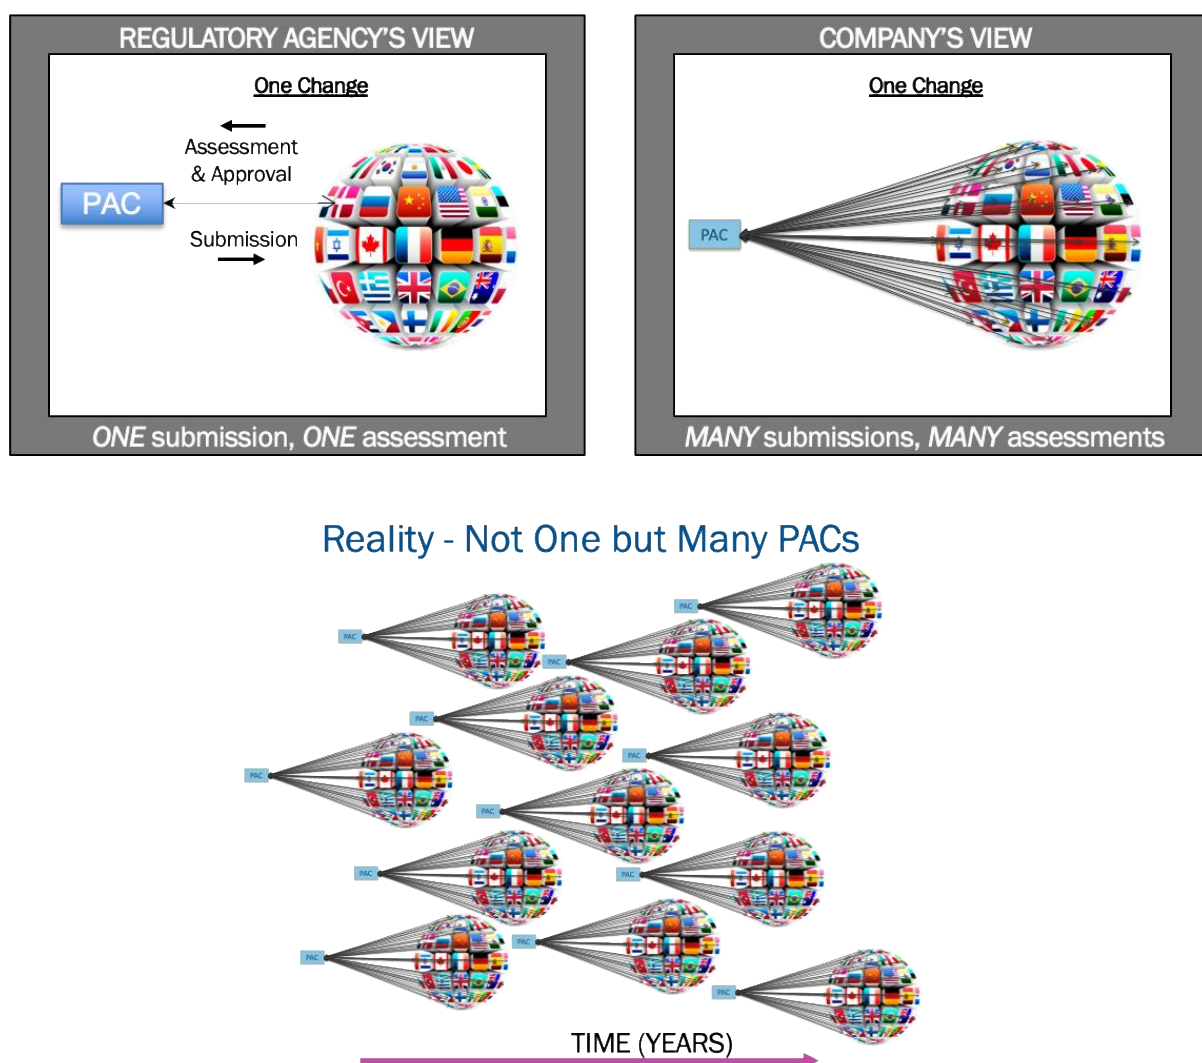 REGULATORY AGENCY'S VIEW
One Change
Assessment
& Approval
PAC
Submission
ONE submission, ONE assessment
COMPANY'S VIEW
One Change
PAC
MANY submissions, MANY assessments
Reality - Not One but Many PACs
PAC
PAC
PAC
PAC
PAC
PAC
PAC
PAC
PAC
PAC
PAC
PAC
TIME (YEARS)